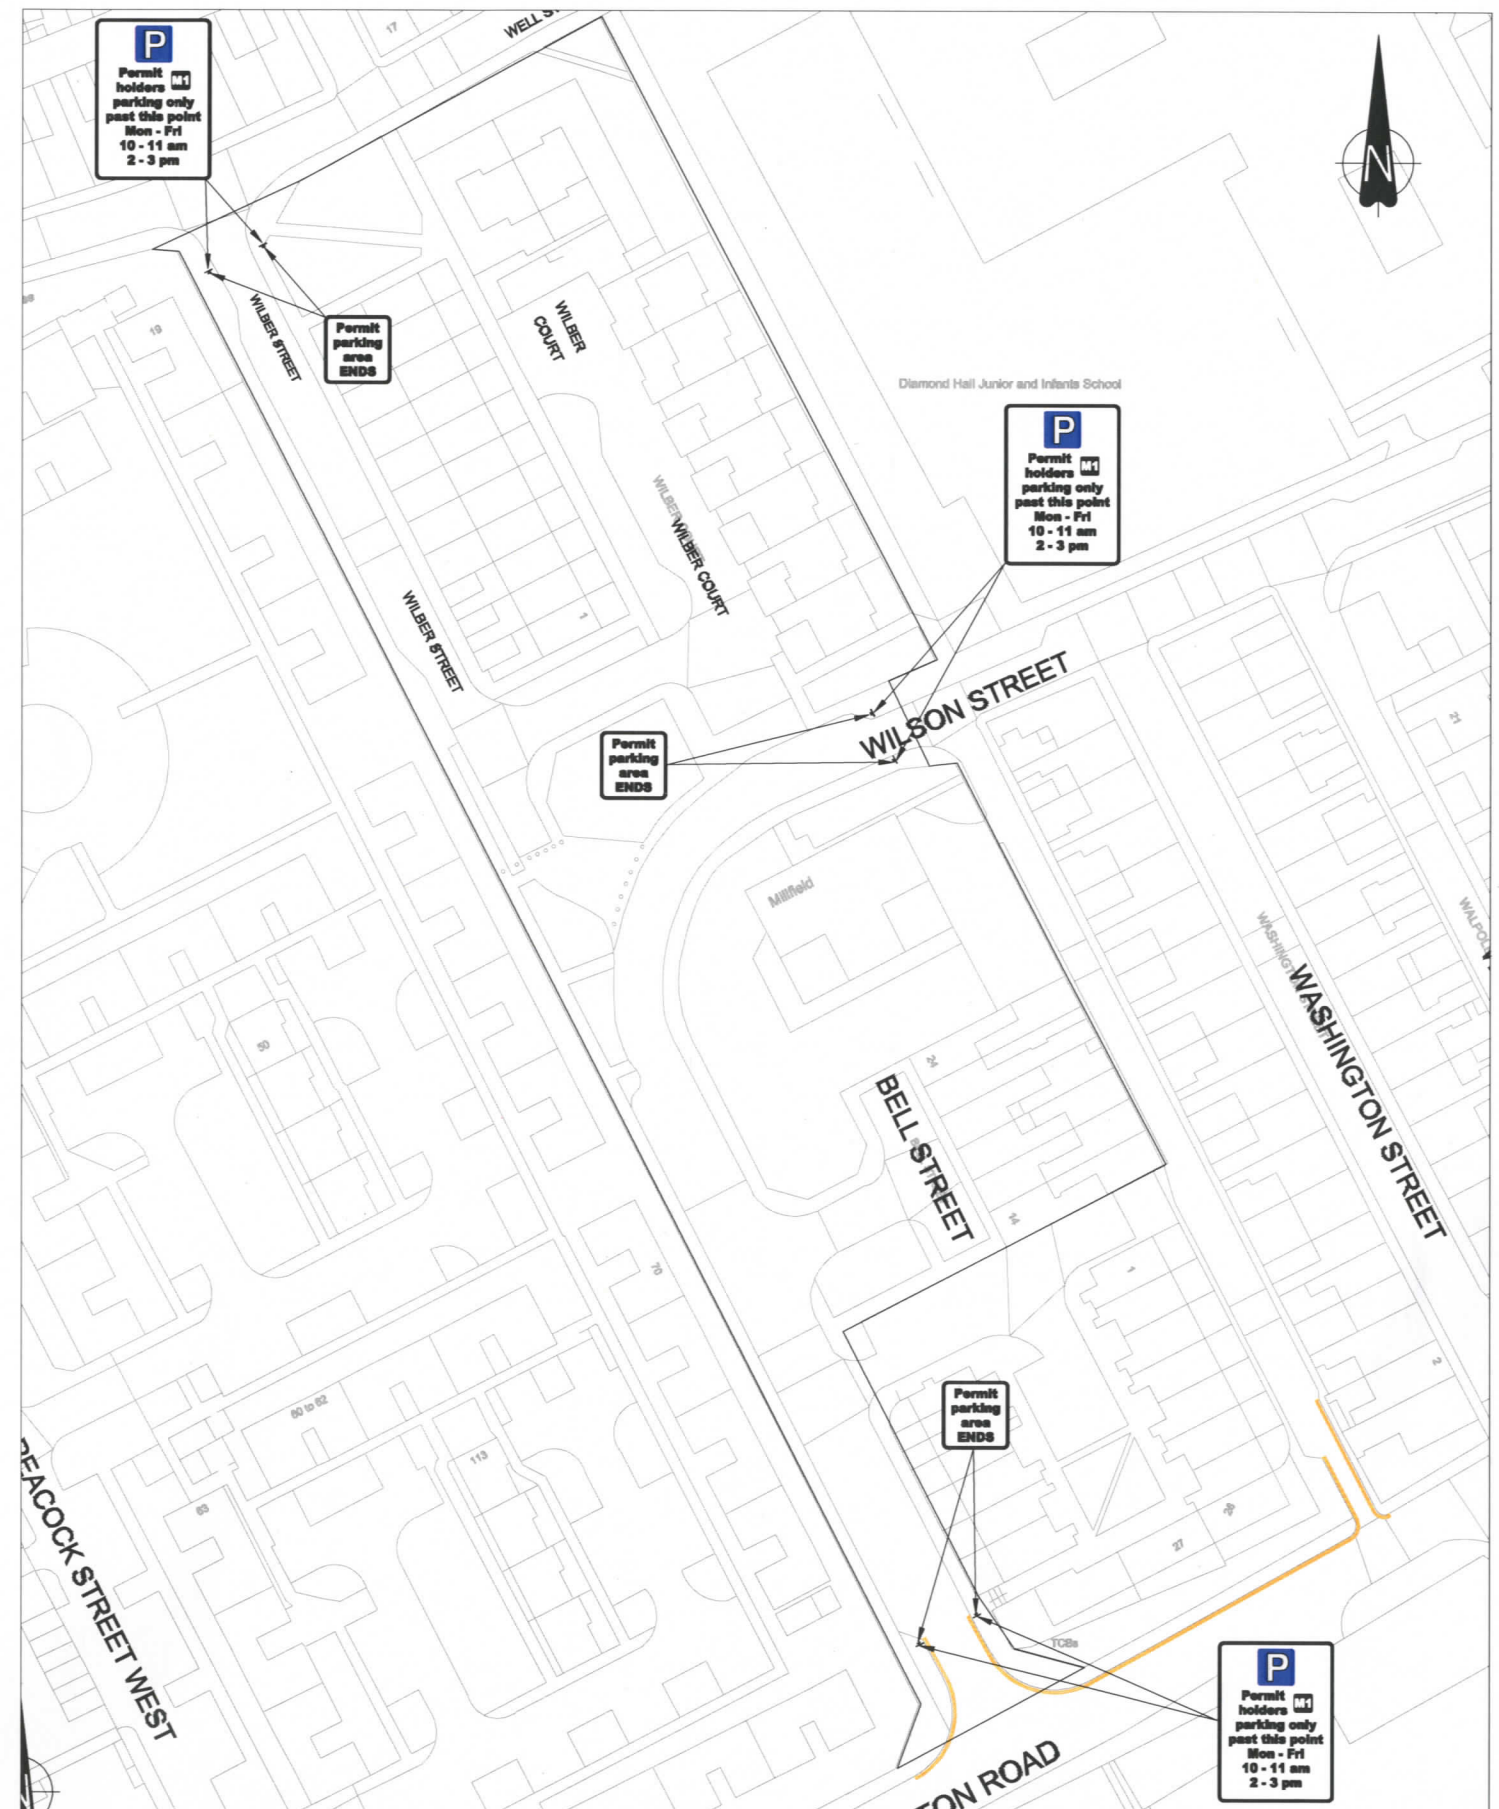 17
WELL S
P
Permit
holders M1
parking only
past this point
Mon - Fri
10 - 11 am
2 - 3 pm
N
WILBER STREET
19
Permit
parking
area
ENDS
WILBER
COURT
Diamond Hall Junior and Infants School
P
Permit
holders M1
parking only
past this point
Mon - Fri
10 - 11 am
2 - 3 pm
WILBER COURT
WILBER STREET
1
WILSON STREET
21
Permit
parking
area
ENDS
Millfield
WASHINGTON STREET
50
24
BELL STREET
14
70
1
2
60 to 62
Permit
parking
area
ENDS
113
63
26
27
PEACOCK STREET WEST
TCBs
P
Permit
holders M1
parking only
past this point
Mon - Fri
10 - 11 am
2 - 3 pm
TON ROAD